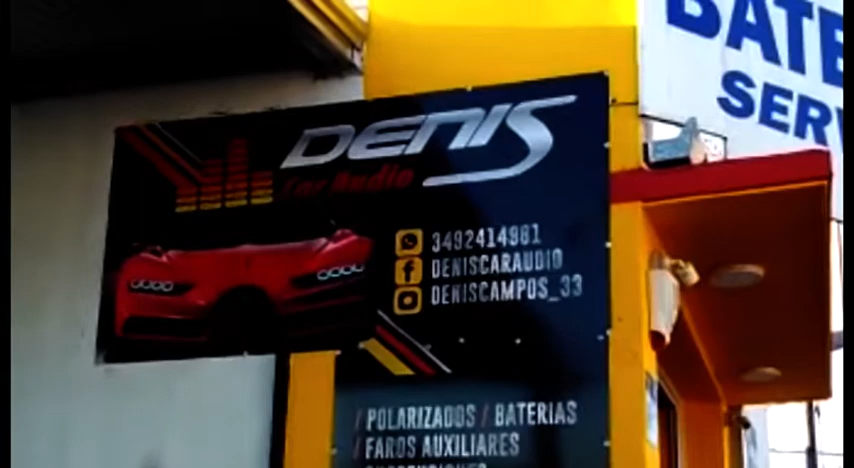 DENIS
Car Audio
3492414981
DENISCARAUDIO
DENISCAMPOS_33
/ POLARIZADOS / BATERIAS
/ FAROS AUXILIARES
BATE
SERV